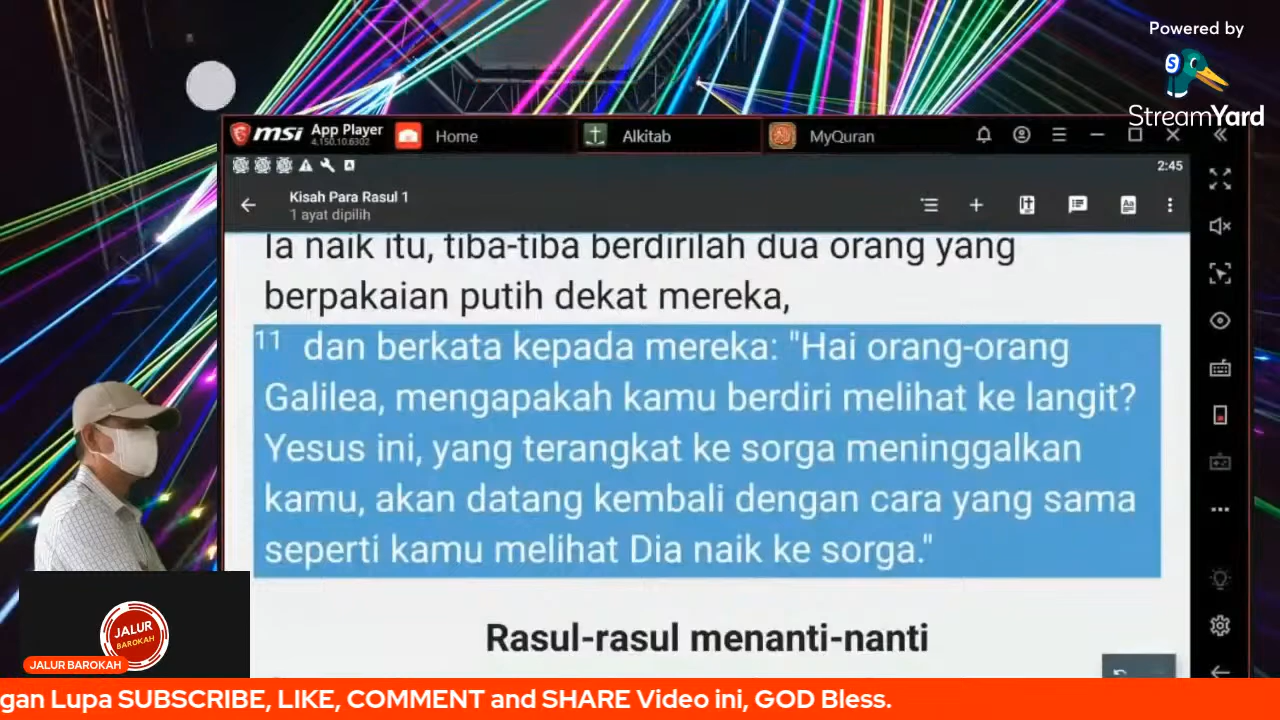 Powered by
S
StreamYard
msi App Player
4.150.10.6302
Home
Alkitab
MyQuran
2:45
Kisah Para Rasul 1
1 ayat dipilih
Ia naik itu, tiba-tiba berdirilah dua orang yang
berpakaian putih dekat mereka,
11 dan berkata kepada mereka: "Hai orang-orang
Galilea, mengapakah kamu berdiri melihat ke langit?
Yesus ini, yang terangkat ke sorga meninggalkan
kamu, akan datang kembali dengan cara yang sama
seperti kamu melihat Dia naik ke sorga."
Rasul-rasul menanti-nanti
JALUR
BAROKAH
JALUR BAROKAH
gan Lupa SUBSCRIBE, LIKE, COMMENT and SHARE Video ini, GOD Bless.